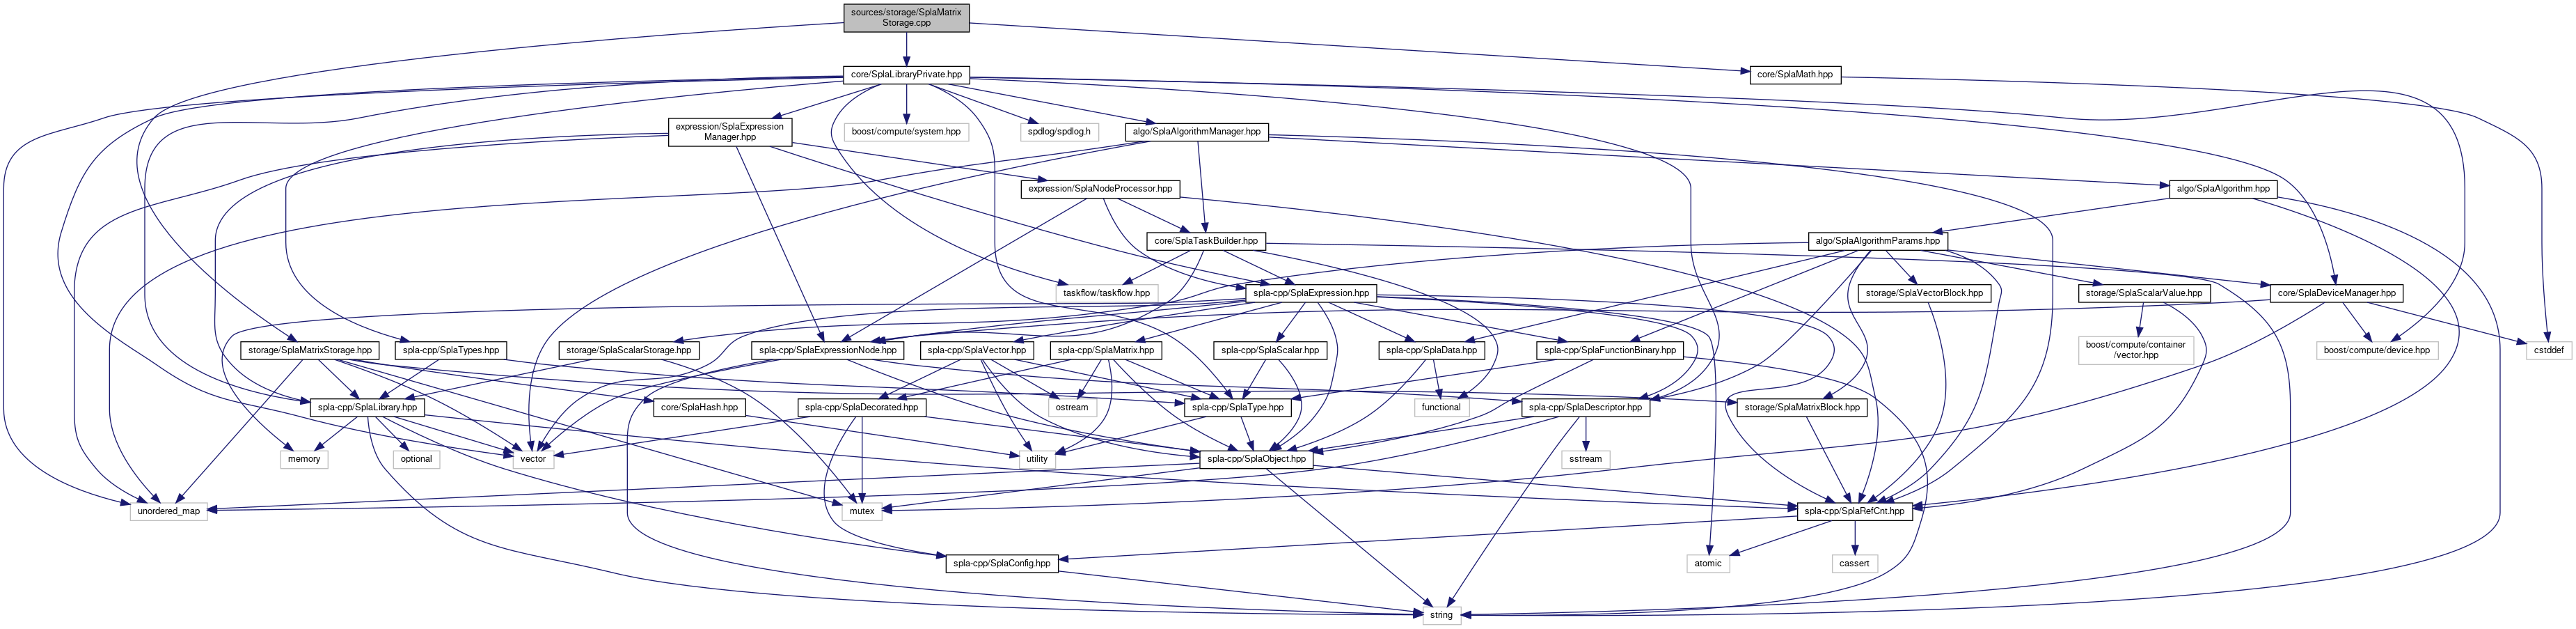 sources/storage/SplaMatrix
Storage.cpp
core/SplaLibraryPrivate.hpp
core/SplaMath.hpp
expression/SplaExpression
Manager.hpp
boost/compute/system.hpp
spdlog/spdlog.h
algo/SplaAlgorithmManager.hpp
expression/SplaNodeProcessor.hpp
algo/SplaAlgorithm.hpp
core/SplaTaskBuilder.hpp
algo/SplaAlgorithmParams.hpp
taskflow/taskflow.hpp
spla-cpp/SplaExpression.hpp
storage/SplaVectorBlock.hpp
storage/SplaScalarValue.hpp
core/SplaDeviceManager.hpp
storage/SplaMatrixStorage.hpp
spla-cpp/SplaTypes.hpp
storage/SplaScalarStorage.hpp
spla-cpp/SplaExpressionNode.hpp
spla-cpp/SplaVector.hpp
spla-cpp/SplaMatrix.hpp
spla-cpp/SplaScalar.hpp
spla-cpp/SplaData.hpp
spla-cpp/SplaFunctionBinary.hpp
boost/compute/container
/vector.hpp
boost/compute/device.hpp
cstddef
spla-cpp/SplaLibrary.hpp
core/SplaHash.hpp
spla-cpp/SplaDecorated.hpp
ostream
spla-cpp/SplaType.hpp
functional
spla-cpp/SplaDescriptor.hpp
storage/SplaMatrixBlock.hpp
memory
optional
vector
utility
spla-cpp/SplaObject.hpp
sstream
unordered_map
mutex
spla-cpp/SplaRefCnt.hpp
spla-cpp/SplaConfig.hpp
atomic
cassert
string